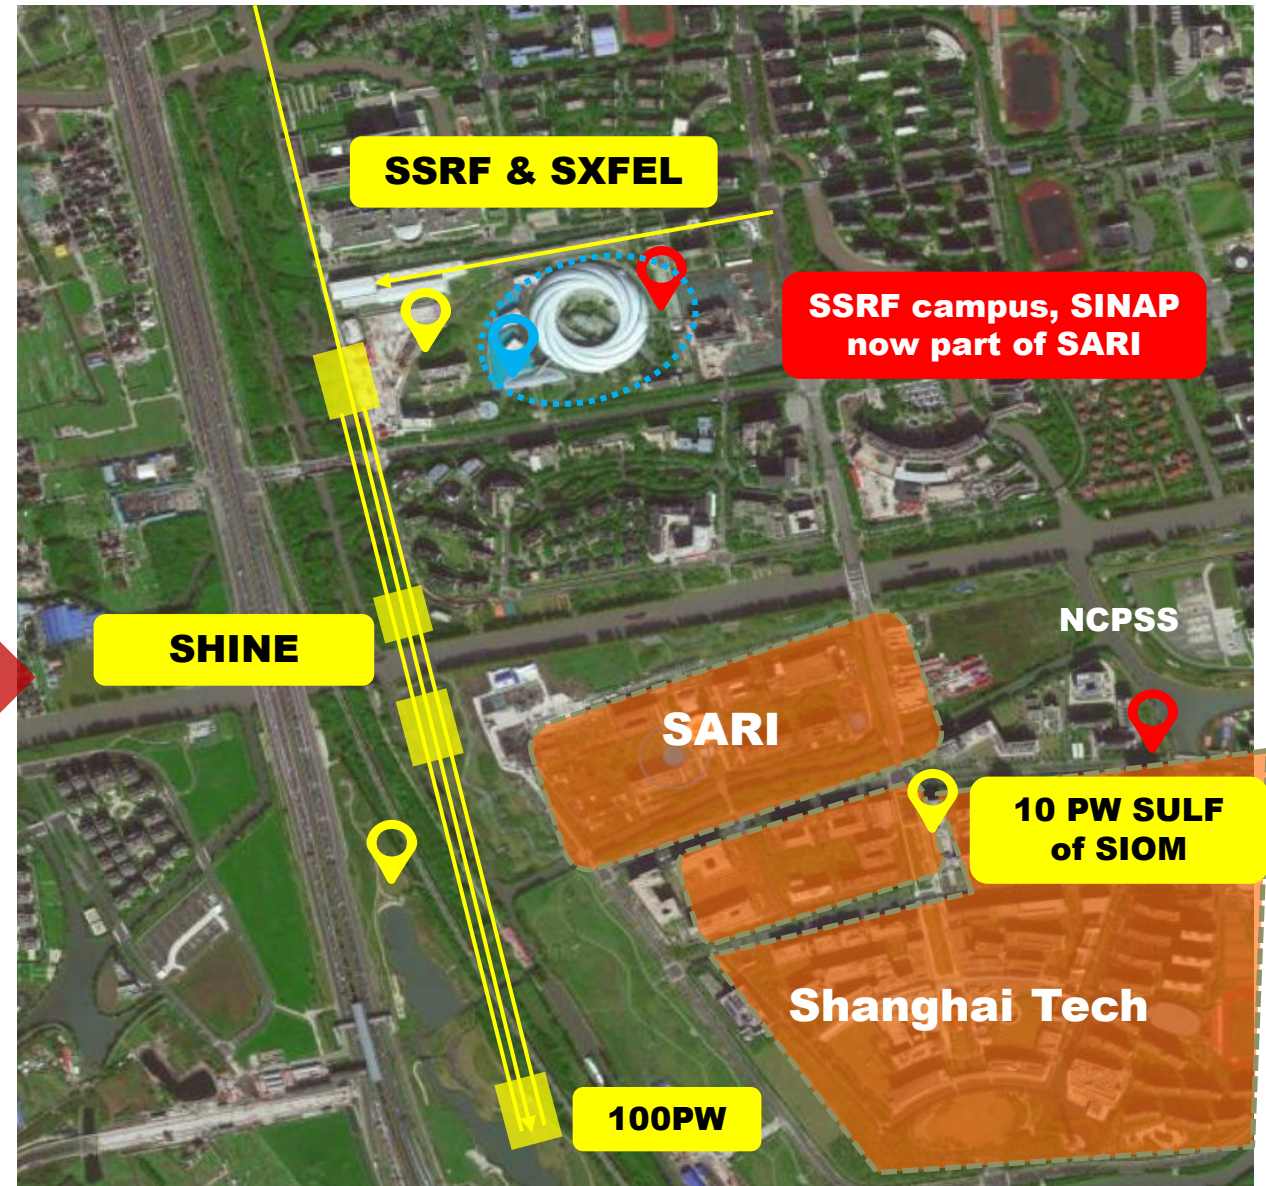 SSRF & SXFEL
SSRF campus, SINAP
now part of SARI
NCPSS
SHINE
SARI
10 PW SULF
of SIOM
Shanghai Tech
100PW